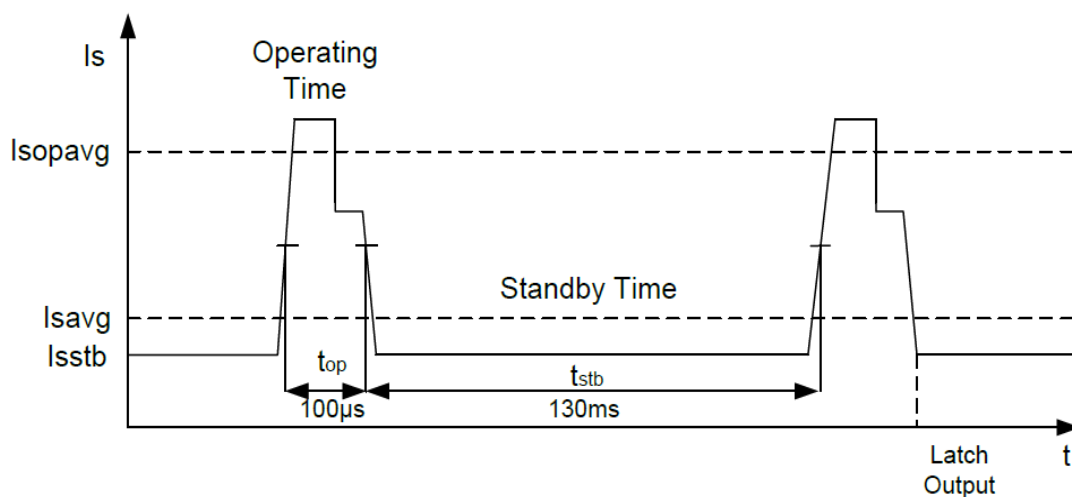 Is
Operating
Time
Isopavg
Standby Time
Isavg
Isstb
top
tstb
100µs
130ms
t
Latch
Output